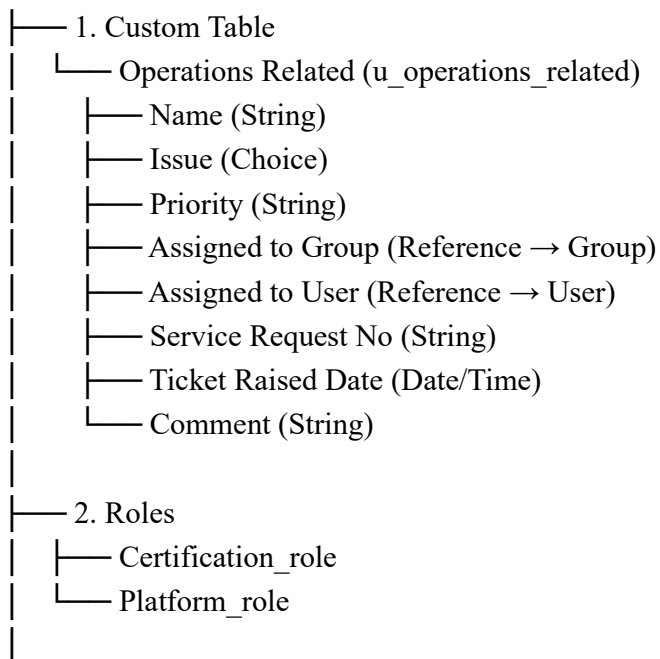 1. Custom Table
Operations Related (u_operations_related)
Name (String)
Issue (Choice)
Priority (String)
Assigned to Group (Reference → Group)
Assigned to User (Reference → User)
Service Request No (String)
Ticket Raised Date (Date/Time)
Comment (String)
2. Roles
Certification_role
Platform_role